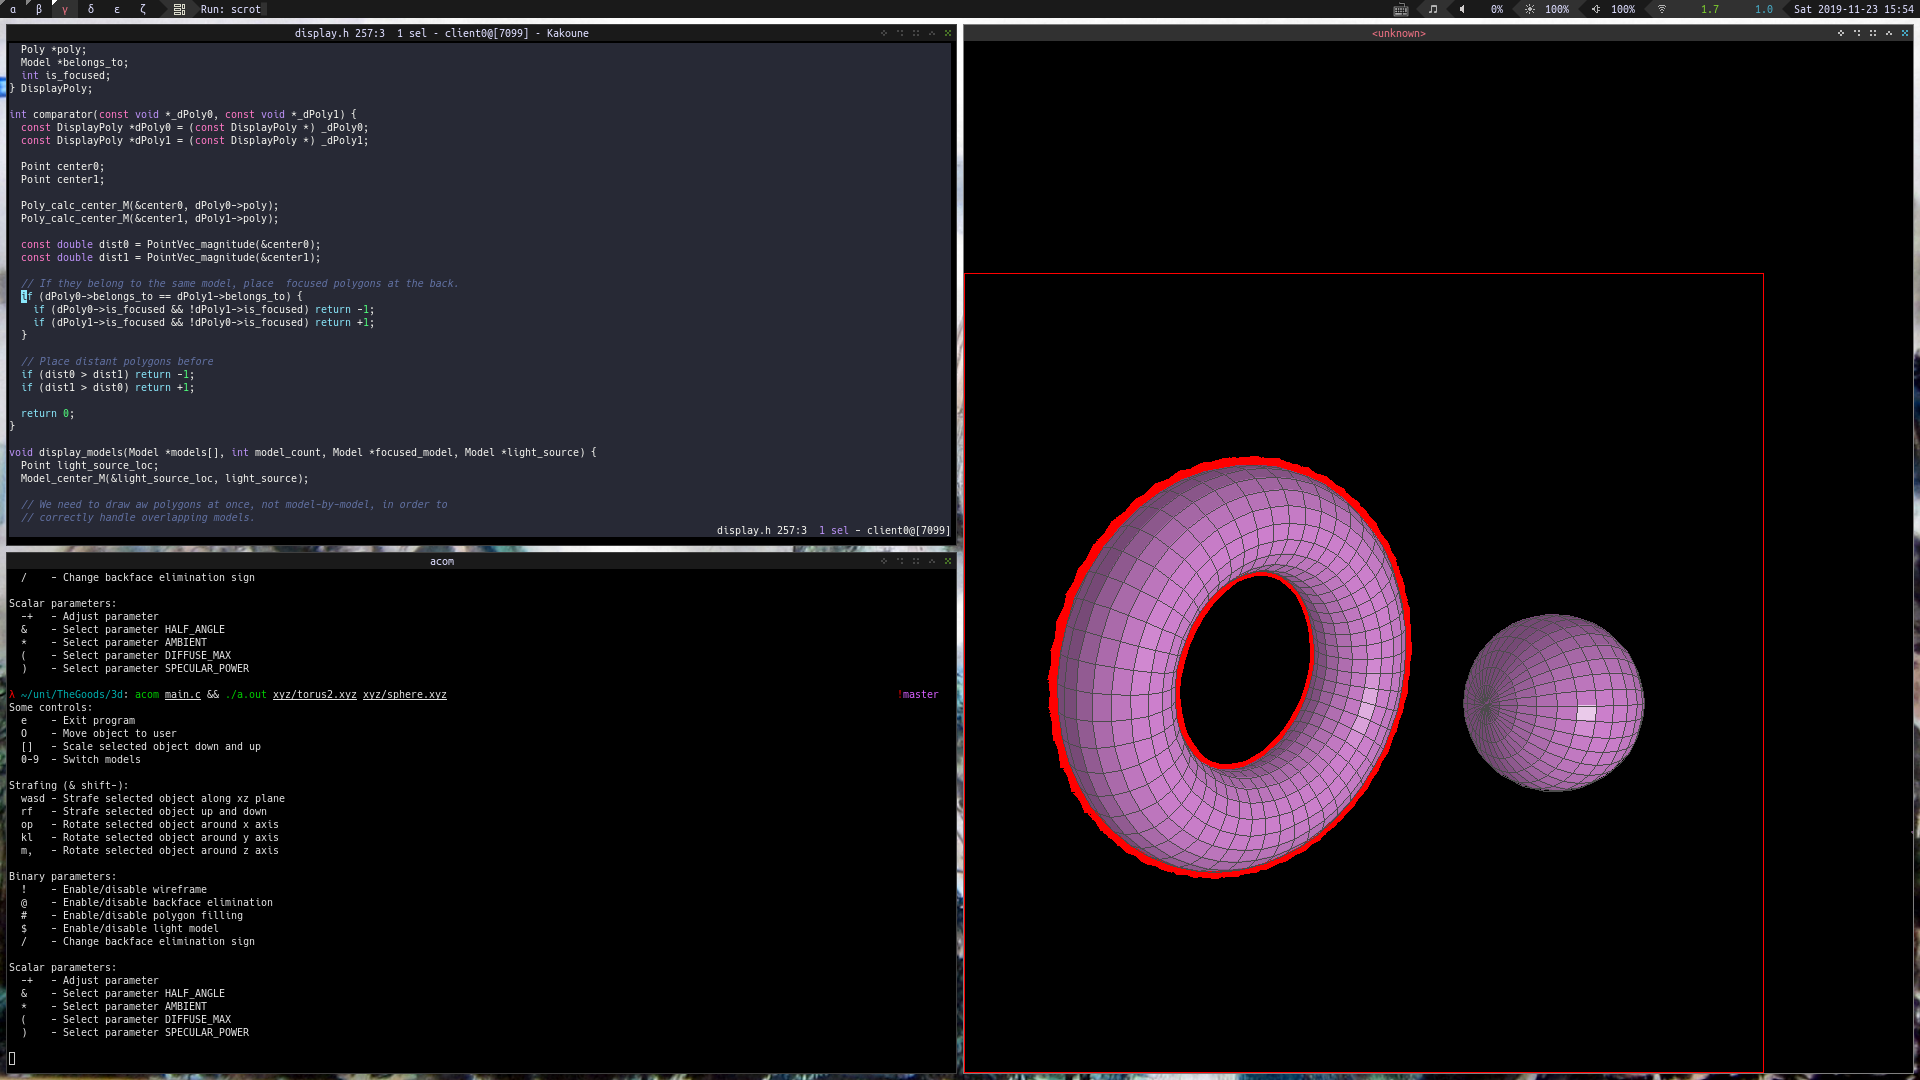 α β γ δ ε ζ Run: scrot 0% 100% 100% 1.7 1.0 Sat 2019-11-23 15:54
display.h 257:3  1 sel - client0@[7099] - Kakoune
Poly *poly;
Model *belongs_to;
int is_focused;
} DisplayPoly;
int comparator(const void *_dPoly0, const void *_dPoly1) {
const DisplayPoly *dPoly0 = (const DisplayPoly *) _dPoly0;
const DisplayPoly *dPoly1 = (const DisplayPoly *) _dPoly1;
Point center0;
Point center1;
Poly_calc_center_M(&center0, dPoly0->poly);
Poly_calc_center_M(&center1, dPoly1->poly);
const double dist0 = PointVec_magnitude(&center0);
const double dist1 = PointVec_magnitude(&center1);
// If they belong to the same model, place  focused polygons at the back.
if (dPoly0->belongs_to == dPoly1->belongs_to) {
if (dPoly0->is_focused && !dPoly1->is_focused) return -1;
if (dPoly1->is_focused && !dPoly0->is_focused) return +1;
}
// Place distant polygons before
if (dist0 > dist1) return -1;
if (dist1 > dist0) return +1;
return 0;
}
void display_models(Model *models[], int model_count, Model *focused_model, Model *light_source) {
Point light_source_loc;
Model_center_M(&light_source_loc, light_source);
// We need to draw aw polygons at once, not model-by-model, in order to
// correctly handle overlapping models.
display.h 257:3  1 sel - client0@[7099]
acom
/    - Change backface elimination sign
Scalar parameters:
-+   - Adjust parameter
&    - Select parameter HALF_ANGLE
*    - Select parameter AMBIENT
(    - Select parameter DIFFUSE_MAX
)    - Select parameter SPECULAR_POWER
λ ~/uni/TheGoods/3d: acom main.c && ./a.out xyz/torus2.xyz xyz/sphere.xyz !master
Some controls:
e    - Exit program
O    - Move object to user
[]   - Scale selected object down and up
0-9  - Switch models
Strafing (& shift-):
wasd - Strafe selected object along xz plane
rf   - Strafe selected object up and down
op   - Rotate selected object around x axis
kl   - Rotate selected object around y axis
m,   - Rotate selected object around z axis
Binary parameters:
!    - Enable/disable wireframe
@    - Enable/disable backface elimination
#    - Enable/disable polygon filling
$    - Enable/disable light model
/    - Change backface elimination sign
Scalar parameters:
-+   - Adjust parameter
&    - Select parameter HALF_ANGLE
*    - Select parameter AMBIENT
(    - Select parameter DIFFUSE_MAX
)    - Select parameter SPECULAR_POWER
<unknown>